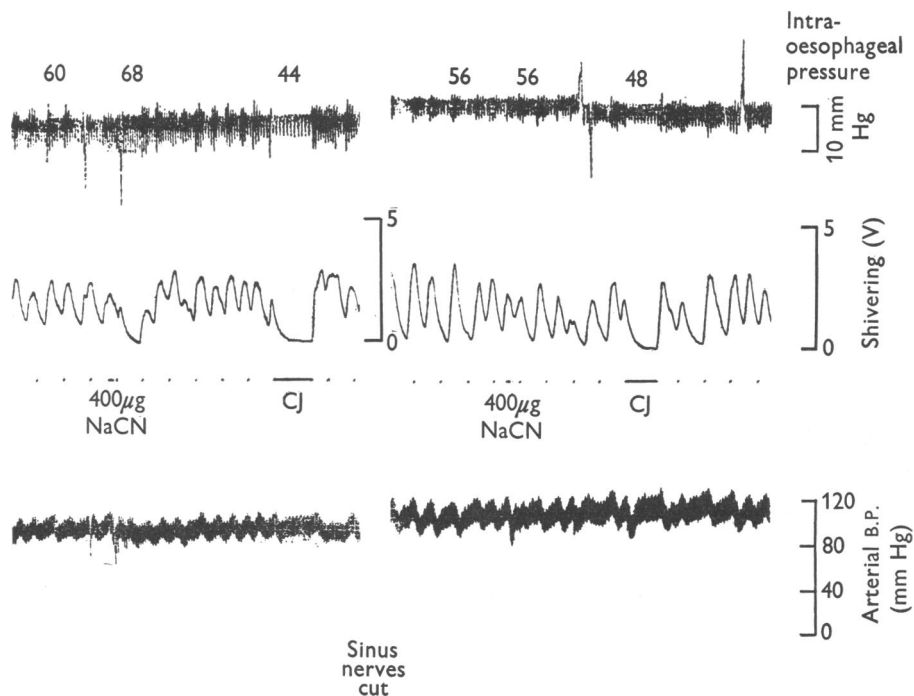 Intra-
oesophageal
pressure
60 68 44 56 56 48
10 mm
Hg
5
0
5
0
Shivering (V)
400µg
NaCN
CJ
400µg
NaCN
CJ
120
80
40
0
Arterial B.P.
(mm Hg)
Sinus
nerves
cut